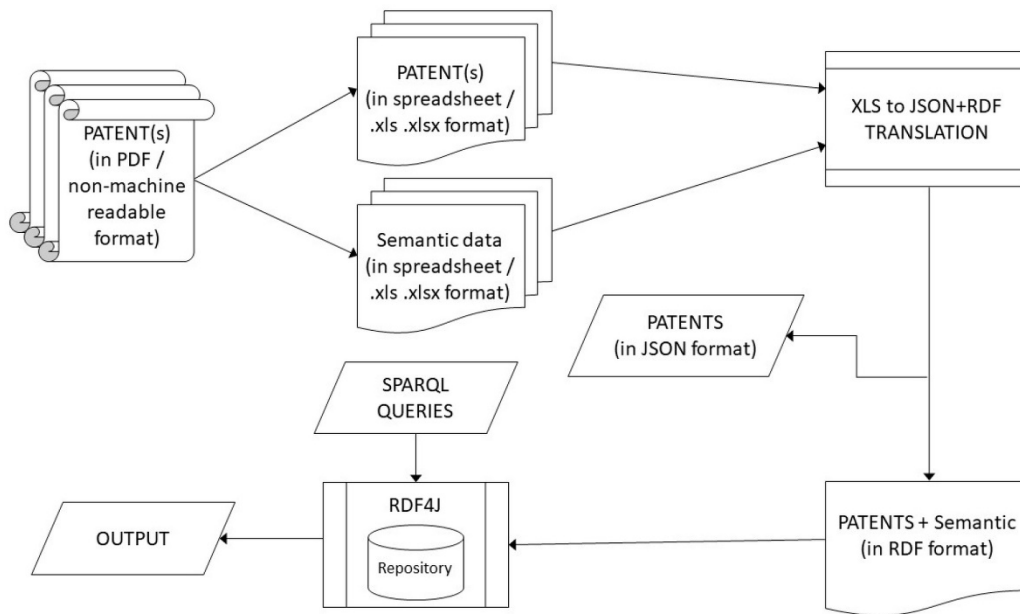 PATENT(s)
(in PDF /
non-machine
readable
format)
PATENT(s)
(in spreadsheet /
.xls .xlsx format)
Semantic data
(in spreadsheet /
.xls .xlsx format)
XLS to JSON+RDF
TRANSLATION
PATENTS
(in JSON format)
SPARQL
QUERIES
OUTPUT
RDF4J
Repository
PATENTS + Semantic
(in RDF format)